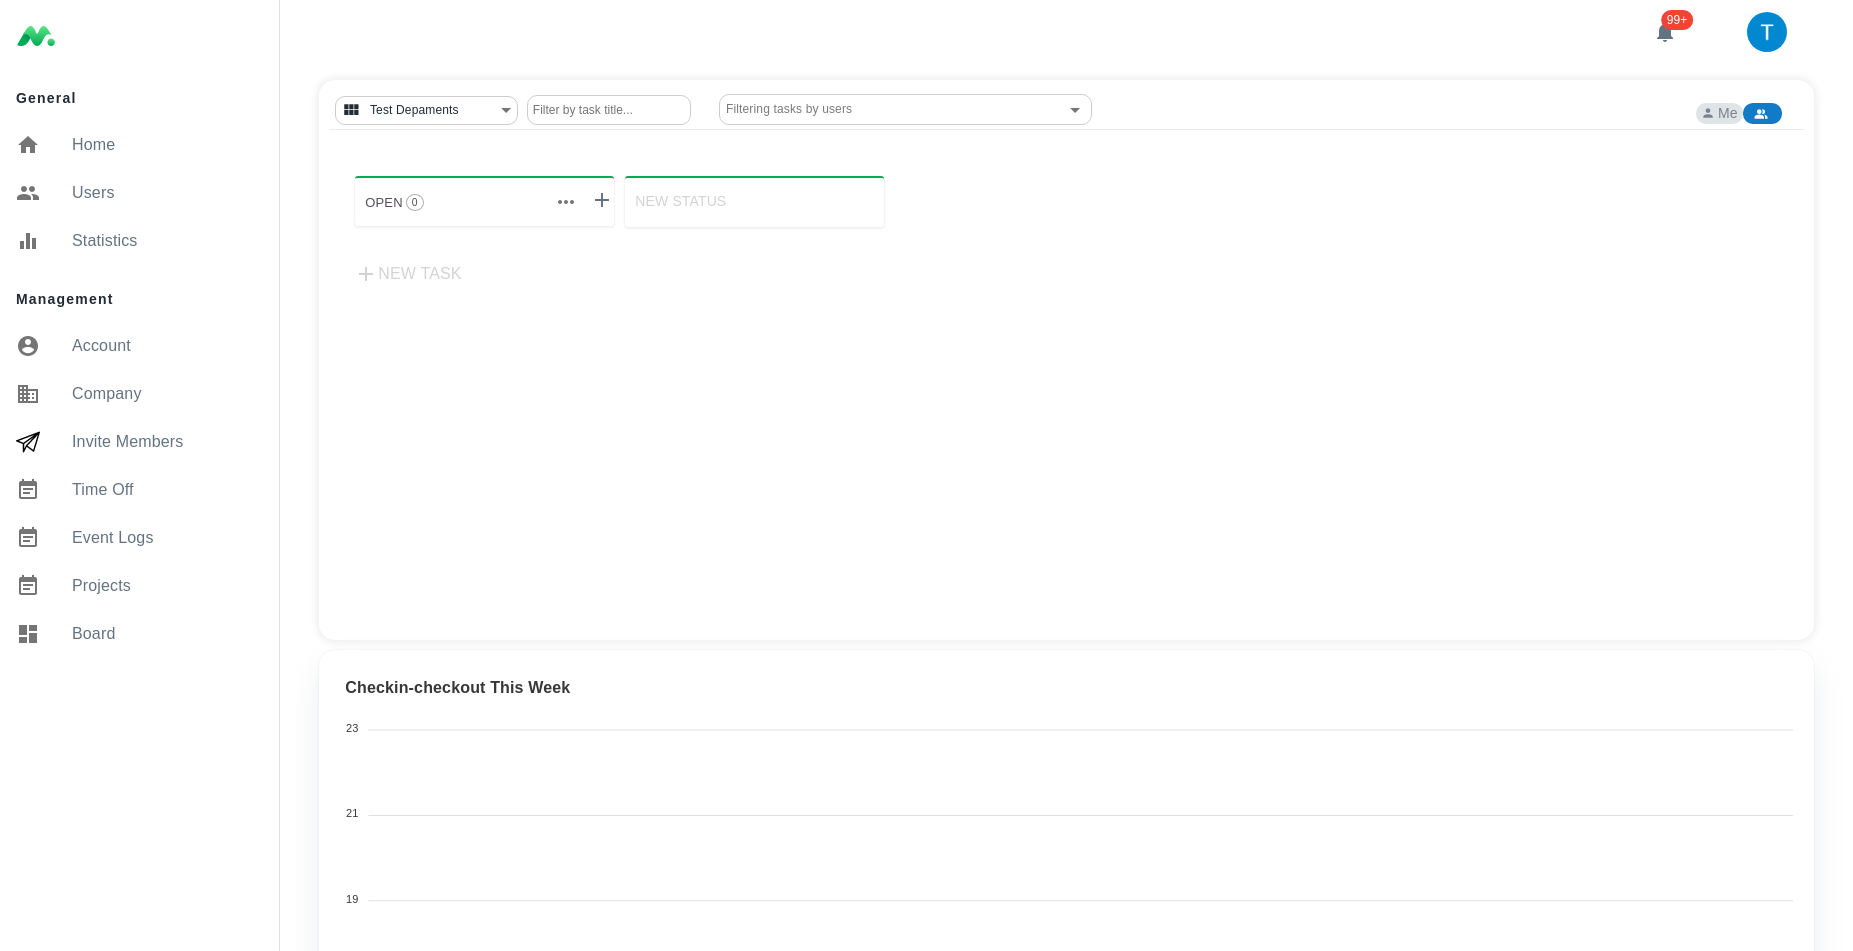 99+
T
General
Home
Users
Statistics
Management
Account
Company
Invite Members
Time Off
Event Logs
Projects
Board
Test Depaments
Filter by task title...
Filtering tasks by users
Me
OPEN 0
NEW STATUS
NEW TASK
Checkin-checkout This Week
23
21
19